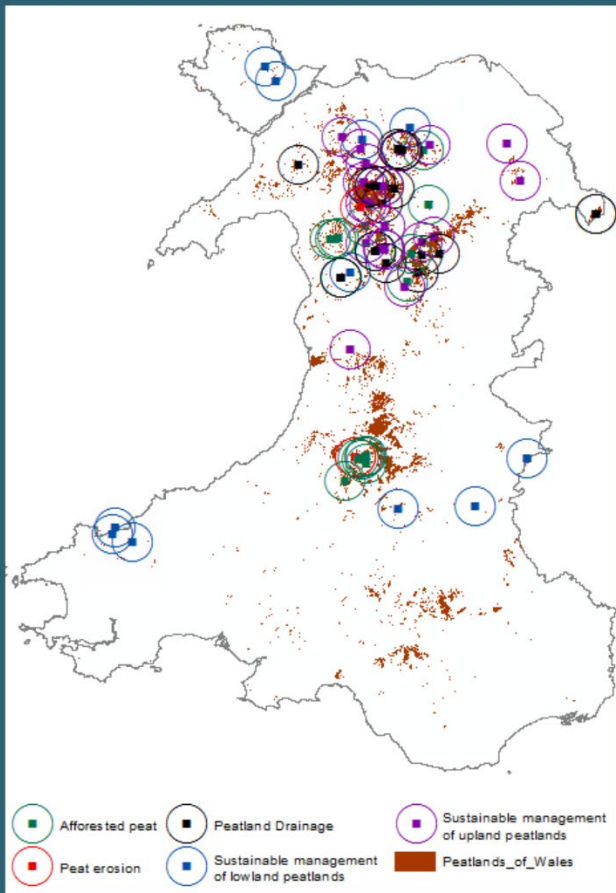 Afforested peat
Peatland Drainage
Sustainable management
of upland peatlands
Peat erosion
Sustainable management
of lowland peatlands
Peatlands_of_Wales